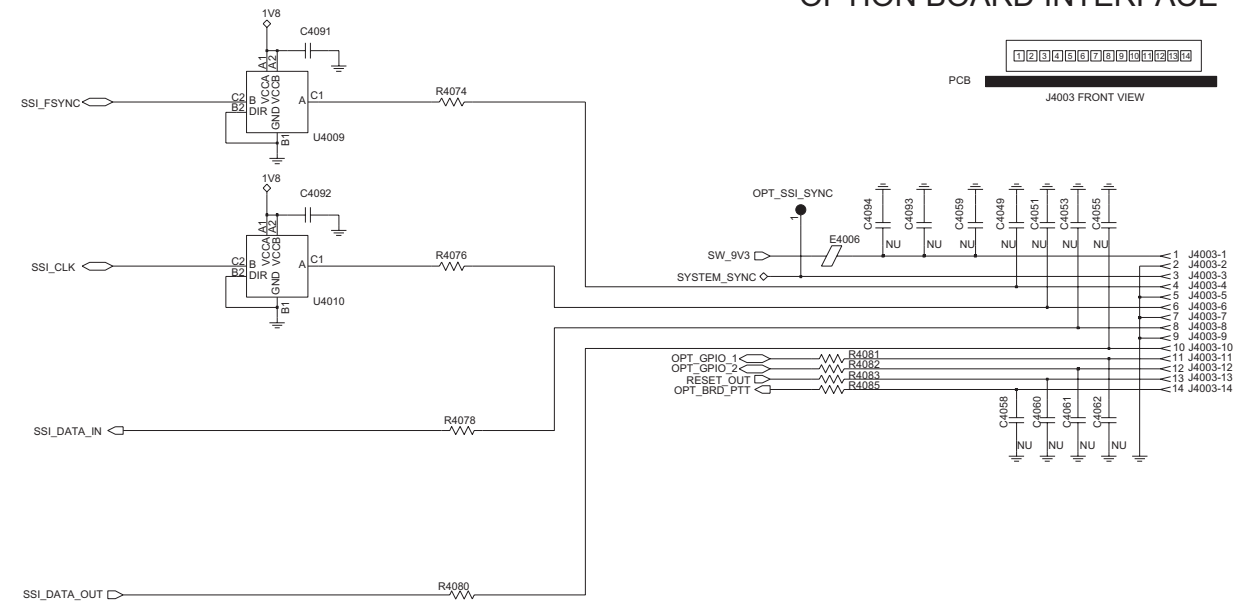 OPTION BOARD INTERFACE
1 2 3 4 5 6 7 8 9 10 11 12 13 14
PCB
J4003 FRONT VIEW
1V8
C4091
A1
A2
VCCA
VCCB
SSI_FSYNC
C2
B
A
C1
R4074
B2
DIR
GND
B1
U4009
1V8
C4092
A1
A2
VCCA
VCCB
SSI_CLK
C2
B
A
C1
R4076
B2
DIR
GND
B1
U4010
OPT_SSI_SYNC
1
C4094
C4093
C4059
C4049
C4051
C4053
C4055
E4006
NU
NU
NU
NU
NU
NU
NU
SW_9V3
SYSTEM_SYNC
1 J4003-1
2 J4003-2
3 J4003-3
4 J4003-4
5 J4003-5
6 J4003-6
7 J4003-7
8 J4003-8
9 J4003-9
10 J4003-10
11 J4003-11
12 J4003-12
13 J4003-13
14 J4003-14
OPT_GPIO_1
R4081
OPT_GPIO_2
R4082
RESET_OUT
R4083
OPT_BRD_PTT
R4085
C4058
C4060
C4061
C4062
NU
NU
NU
NU
SSI_DATA_IN
R4078
SSI_DATA_OUT
R4080